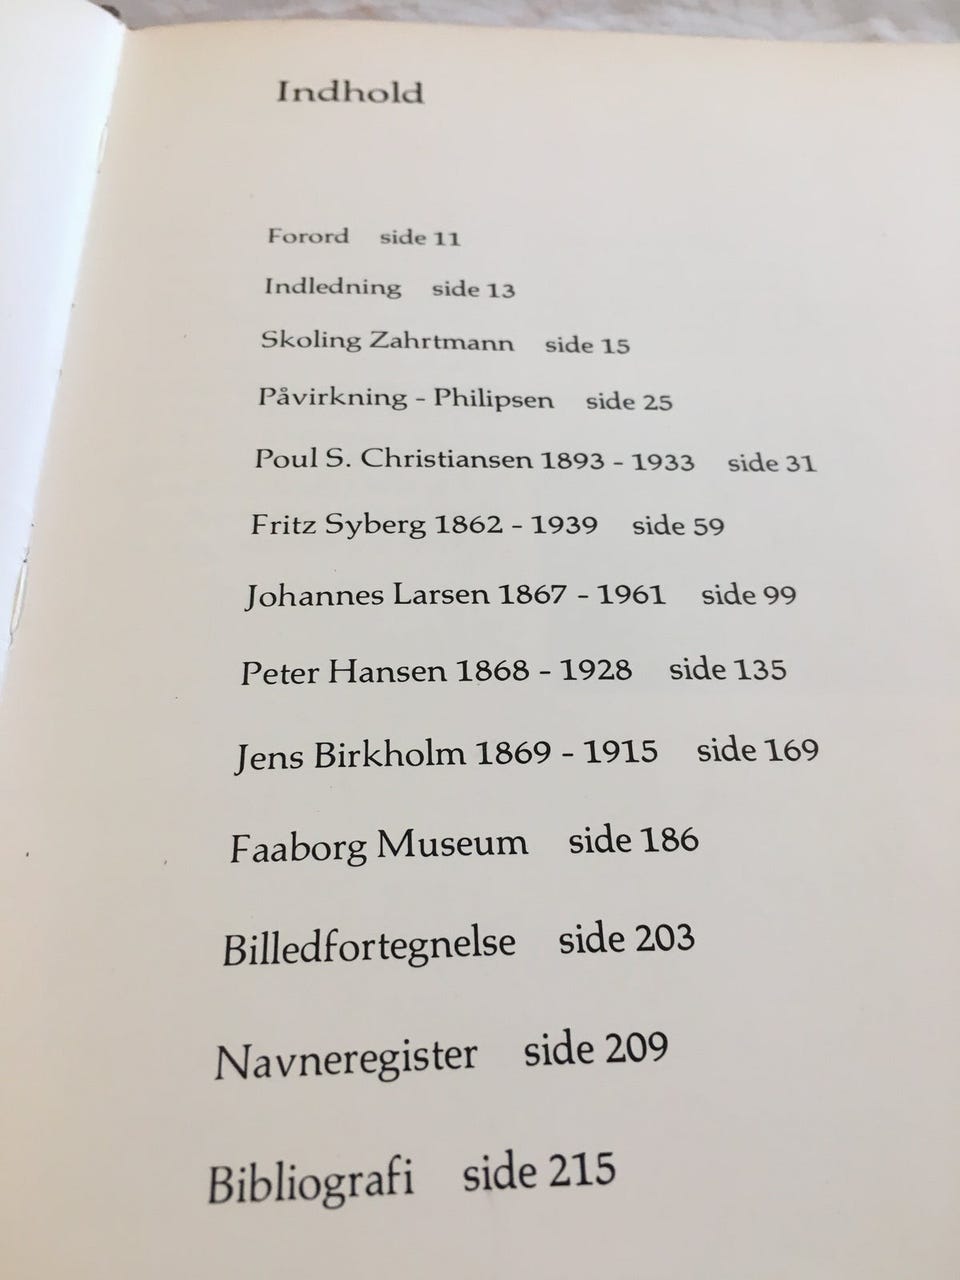 Indhold
Forord side 11
Indledning side 13
Skoling Zahrtmann side 15
Påvirkning - Philipsen side 25
Poul S. Christiansen 1893 - 1933 side 31
Fritz Syberg 1862 - 1939 side 59
Johannes Larsen 1867 - 1961 side 99
Peter Hansen 1868 - 1928 side 135
Jens Birkholm 1869 - 1915 side 169
Faaborg Museum side 186
Billedfortegnelse side 203
Navneregister side 209
Bibliografi side 215